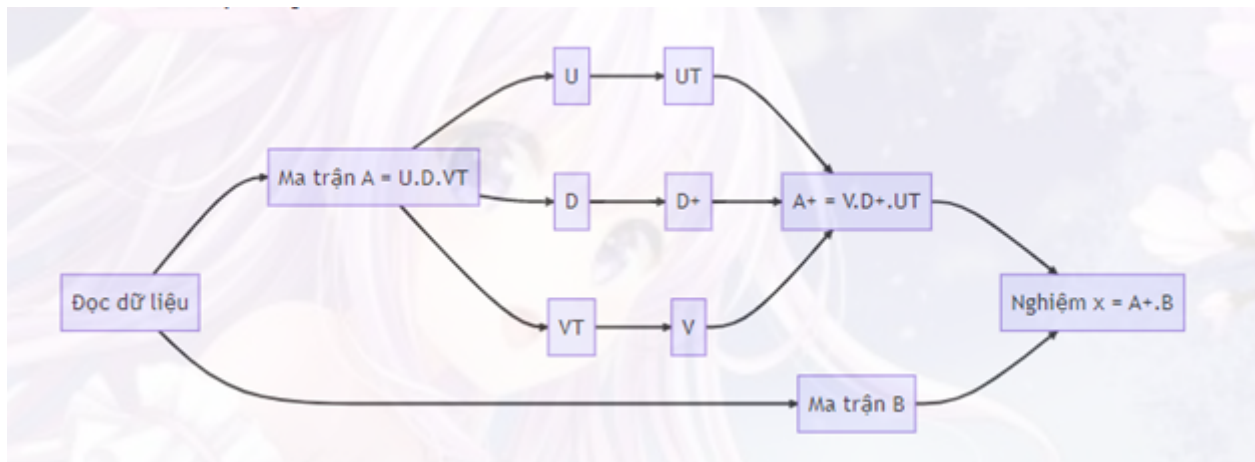 U
UT
Ma trận A = U.D.VT
D
D+
A+ = V.D+.UT
Đọc dữ liệu
VT
V
Nghiệm x = A+.B
Ma trận B